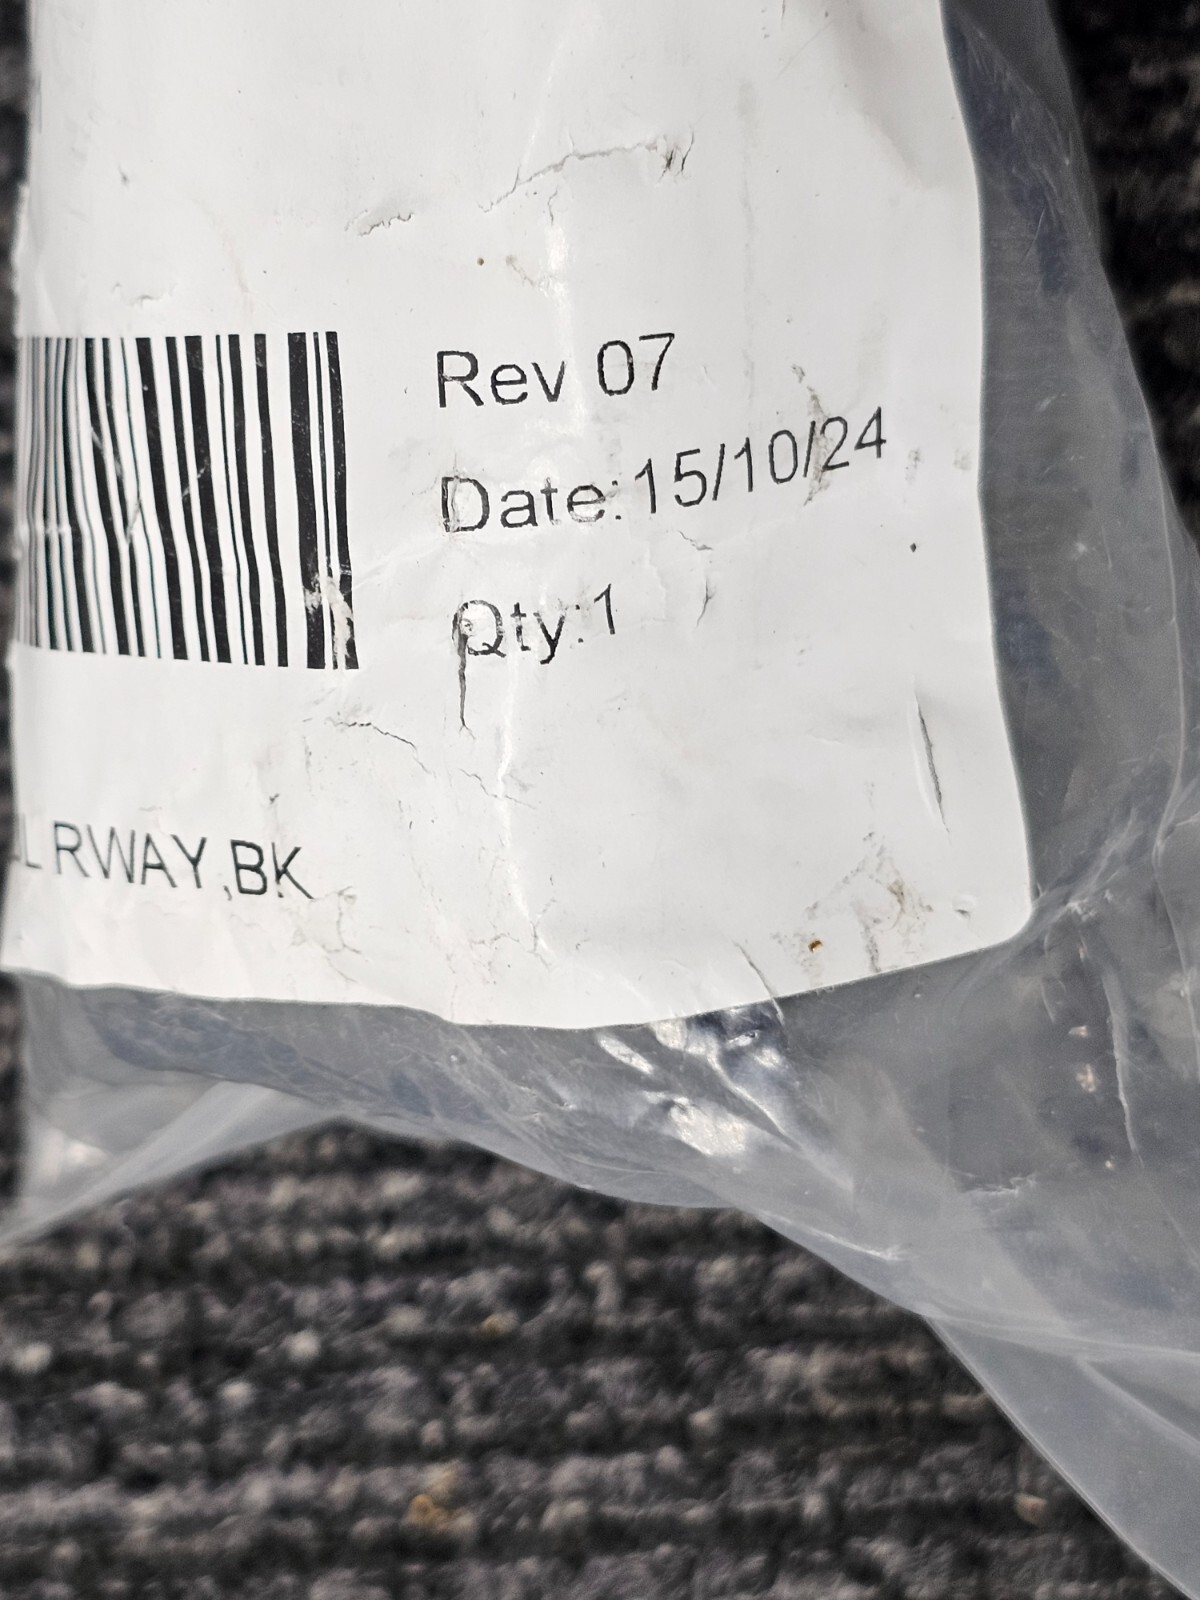 Rev 07
Date:15/10/24
Qty:1
RWAY,BK